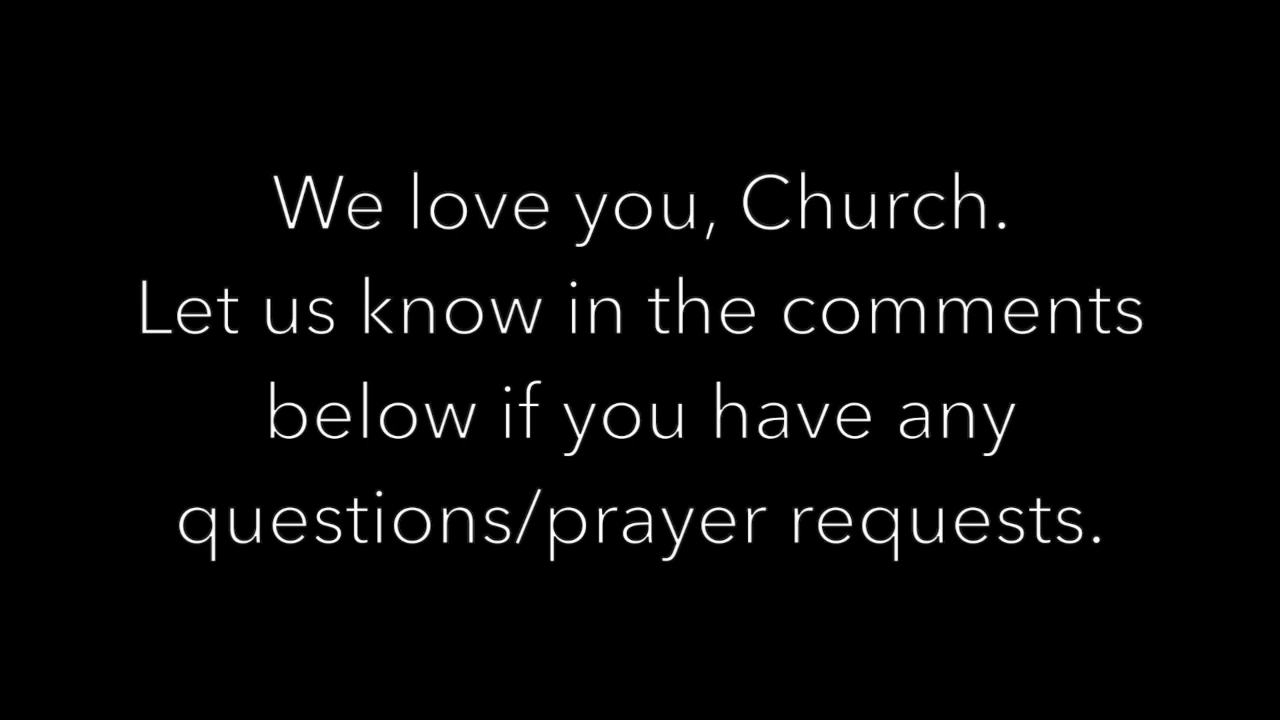 We love you, Church.
Let us know in the comments
below if you have any
questions/prayer requests.